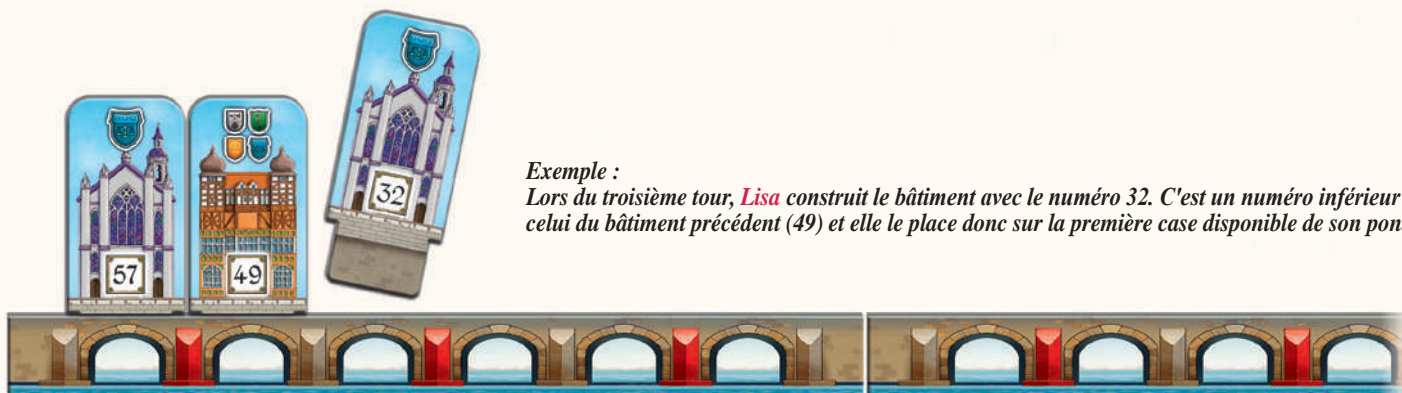 32
57
49
Exemple :
Lors du troisième tour, Lisa construit le bâtiment avec le numéro 32. C'est un numéro inférieur
celui du bâtiment précédent (49) et elle le place donc sur la première case disponible de son pon